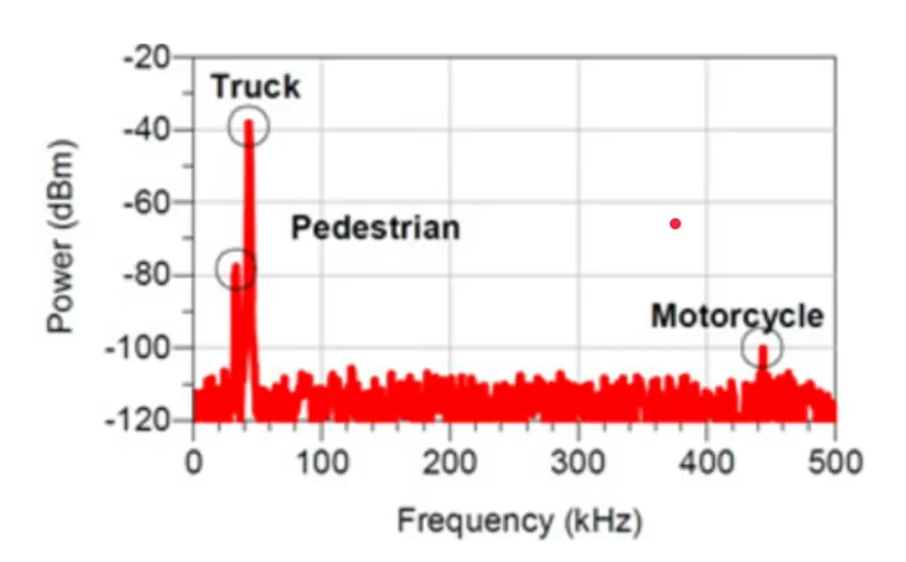 -20
Truck
-40
-60
Pedestrian
-80
Motorcycle
-100
-120
0 100 200 300 400 500
Power (dBm)
Frequency (kHz)